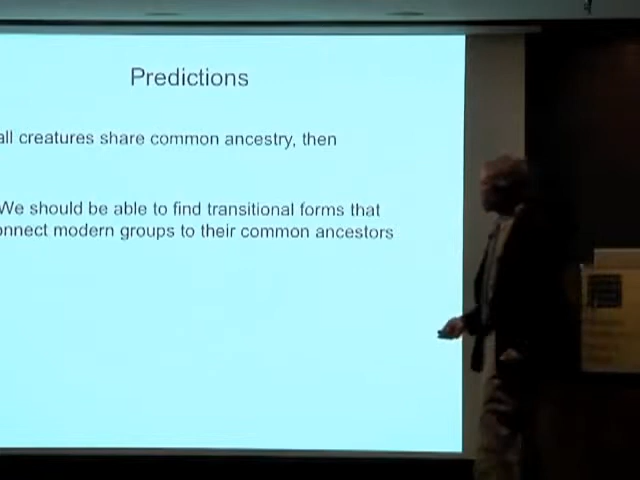 Predictions
all creatures share common ancestry, then
We should be able to find transitional forms that
onnect modern groups to their common ancestors